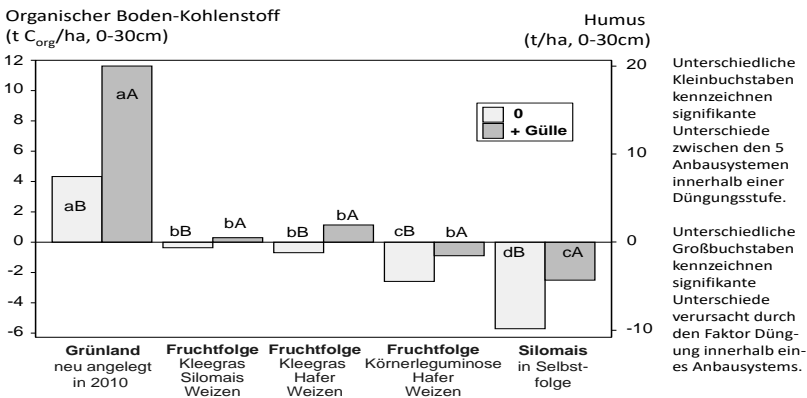 Organischer Boden-Kohlenstoff
(t Corg/ha, 0-30cm)
Humus
(t/ha, 0-30cm)
12
10
8
6
4
2
0
-2
-4
-6
20
10
0
-10
0
+ Gülle
aB
aA
bB
bA
bB
bA
cB
bA
dB
cA
Grünland
neu angelegt
in 2010
Fruchtfolge
Kleegras
Silomais
Weizen
Fruchtfolge
Kleegras
Hafer
Weizen
Fruchtfolge
Körnerleguminose
Hafer
Weizen
Silomais
in Selbst-
folge
Unterschiedliche
Kleinbuchstaben
kennzeichnen
signifikante
Unterschiede
zwischen den 5
Anbausystemen
innerhalb einer
Düngungsstufe.
Unterschiedliche
Großbuchstaben
kennzeichnen
signifikante
Unterschiede
verursacht durch
den Faktor Düng-
ung innerhalb ein-
es Anbausystems.